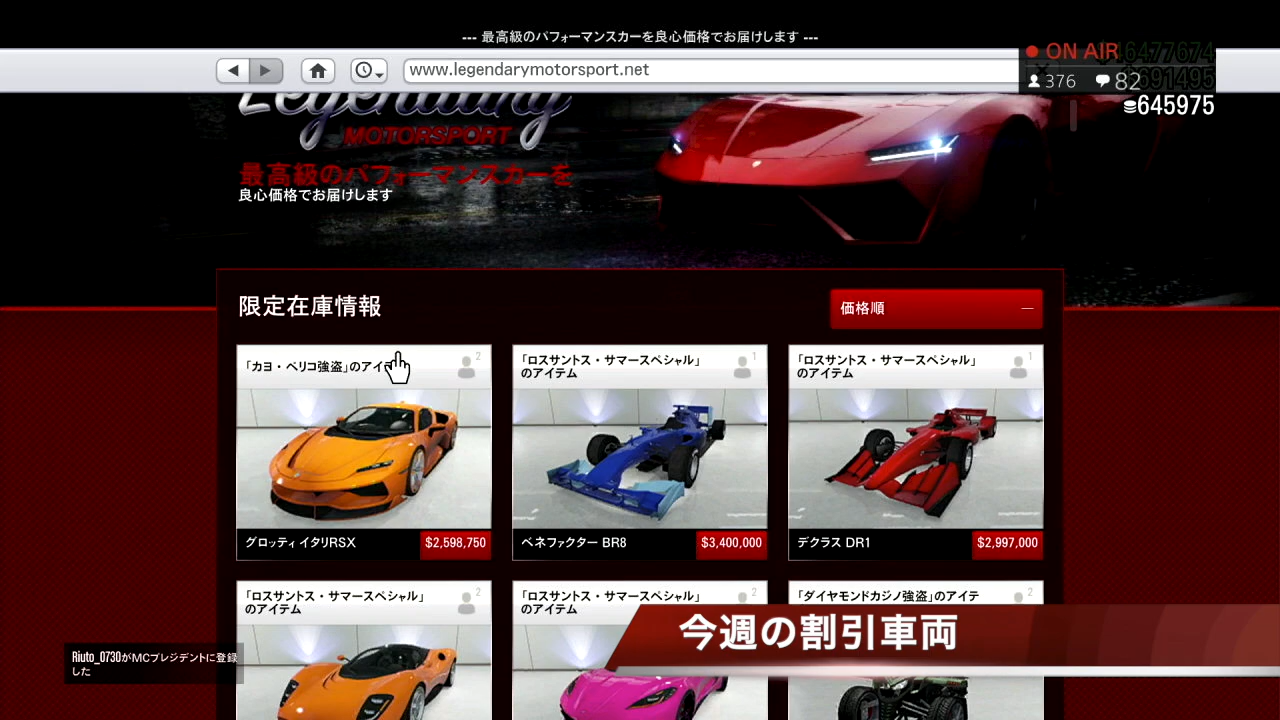 --- 最高級のパフォーマンスカーを良心価格でお届けします ---
www.legendarymotorsport.net
ON AIR
376
82
645975
Legendary
MOTORSPORT
最高級のパフォーマンスカーを
良心価格でお届けします
限定在庫情報
価格順
「カヨ・ペリコ強盗」のアイテ
2
「ロスサントス・サマースペシャル」
のアイテム
1
「ロスサントス・サマースペシャル」
のアイテム
1
グロッティ イタリRSX
$2,598,750
ベネファクター BR8
$3,400,000
デクラス DR1
$2,997,000
「ロスサントス・サマースペシャル」
のアイテム
2
「ロスサントス・サマースペシャル」
のアイテム
2
「ダイヤモンドカジノ強盗」のアイテ
2
今週の割引車両
Riuto_0730がMCプレジデントに登録
した